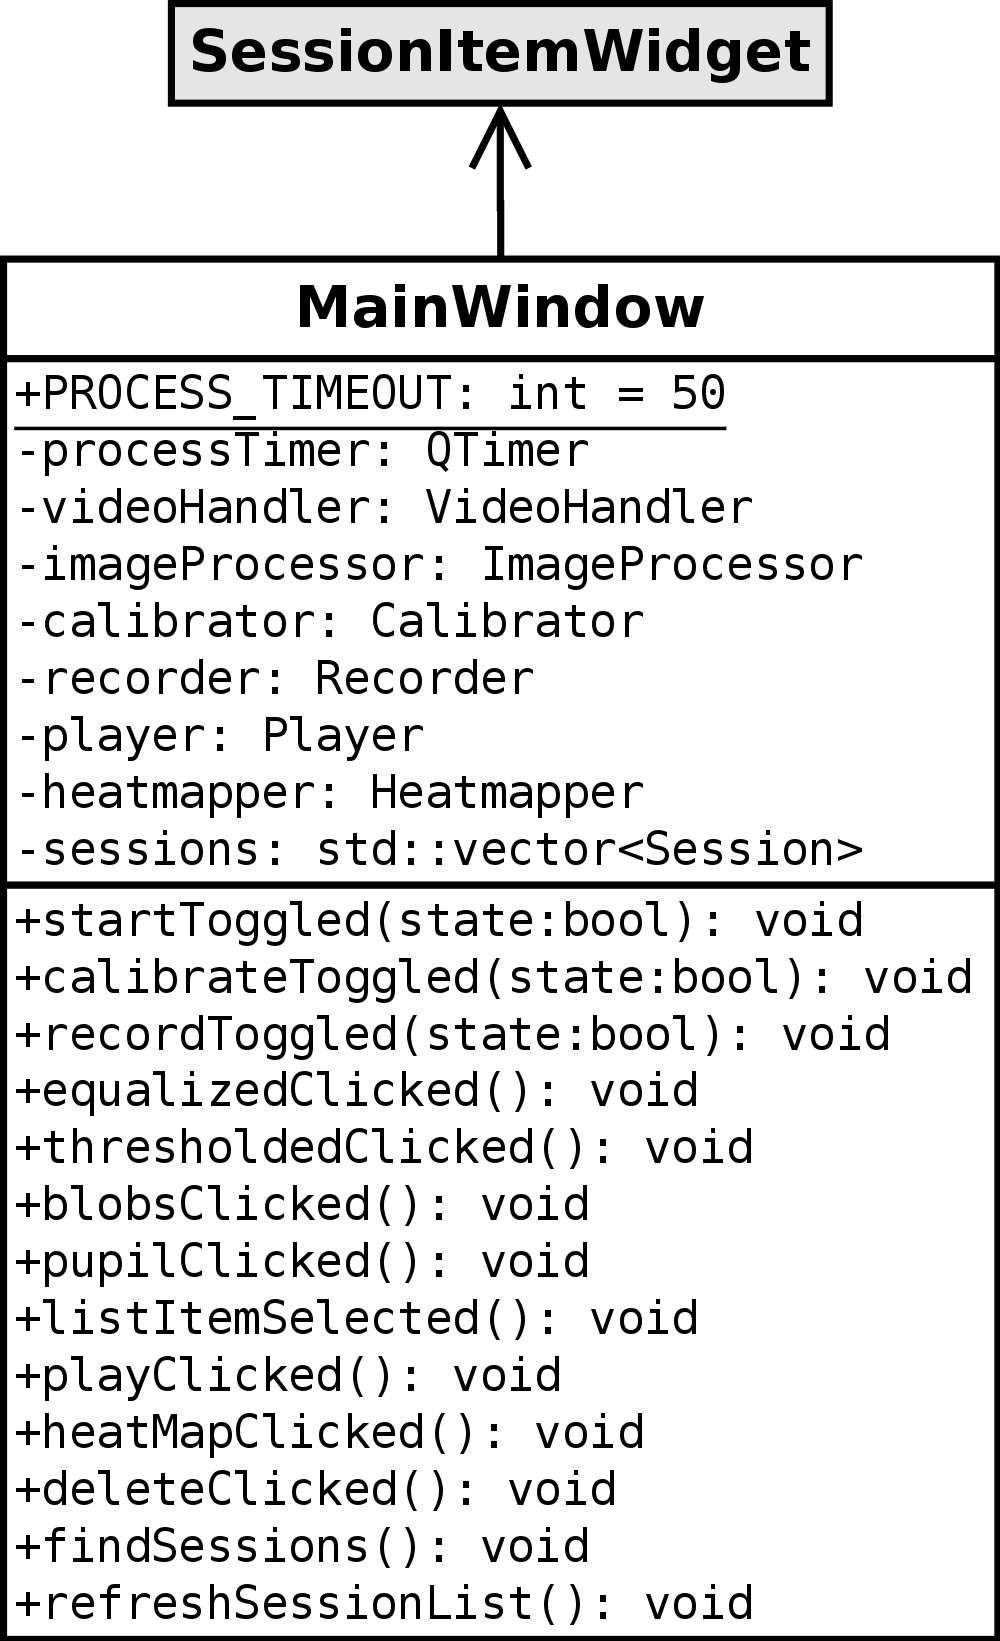 SessionItemWidget
MainWindow
+PROCESS_TIMEOUT: int = 50
-processTimer: QTimer
-videoHandler: VideoHandler
-imageProcessor: ImageProcessor
-calibrator: Calibrator
-recorder: Recorder
-player: Player
-heatmapper: Heatmapper
-sessions: std::vector<Session>
+startToggled(state:bool): void
+calibrateToggled(state:bool): void
+recordToggled(state:bool): void
+equalizedClicked(): void
+thresholdedClicked(): void
+blobsClicked(): void
+pupilClicked(): void
+listItemSelected(): void
+playClicked(): void
+heatMapClicked(): void
+deleteClicked(): void
+findSessions(): void
+refreshSessionList(): void